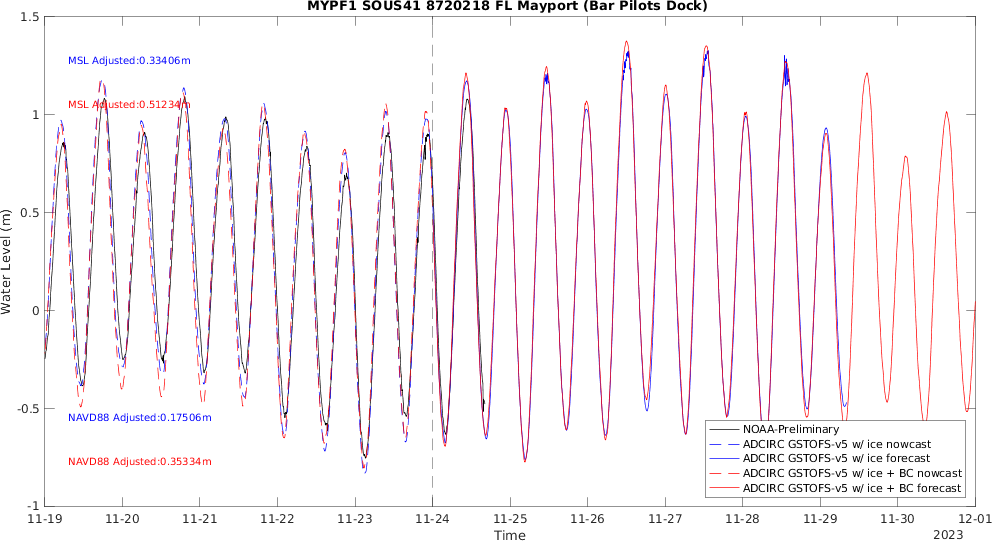 MYPF1 SOUS41 8720218 FL Mayport (Bar Pilots Dock)
1.5
1
0.5
0
-0.5
-1
Water Level (m)
MSL Adjusted:0.33406m
MSL Adjusted:0.51234m
NAVD88 Adjusted:0.17506m
NAVD88 Adjusted:0.35334m
NOAA-Preliminary
ADCIRC GSTOFS-v5 w/ ice nowcast
ADCIRC GSTOFS-v5 w/ ice forecast
ADCIRC GSTOFS-v5 w/ ice + BC nowcast
ADCIRC GSTOFS-v5 w/ ice + BC forecast
11-19 11-20 11-21 11-22 11-23 11-24 11-25 11-26 11-27 11-28 11-29 11-30 12-01
Time
2023